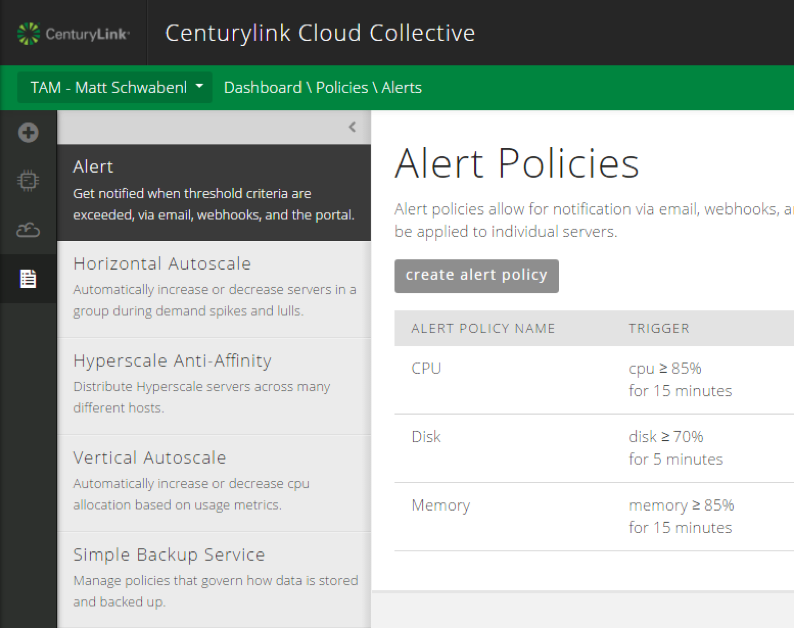 CenturyLink
Centurylink Cloud Collective
TAM - Matt Schwabenl
Dashboard \ Policies \ Alerts
Alert
Get notified when threshold criteria are
exceeded, via email, webhooks, and the portal.
Horizontal Autoscale
Automatically increase or decrease servers in a
group during demand spikes and lulls.
Hyperscale Anti-Affinity
Distribute Hyperscale servers across many
different hosts.
Vertical Autoscale
Automatically increase or decrease cpu
allocation based on usage metrics.
Simple Backup Service
Manage policies that govern how data is stored
and backed up.
Alert Policies
Alert policies allow for notification via email, webhooks,
be applied to individual servers.
create alert policy
ALERT POLICY NAME TRIGGER
CPU cpu ≥ 85%
for 15 minutes
Disk disk ≥ 70%
for 5 minutes
Memory memory ≥ 85%
for 15 minutes